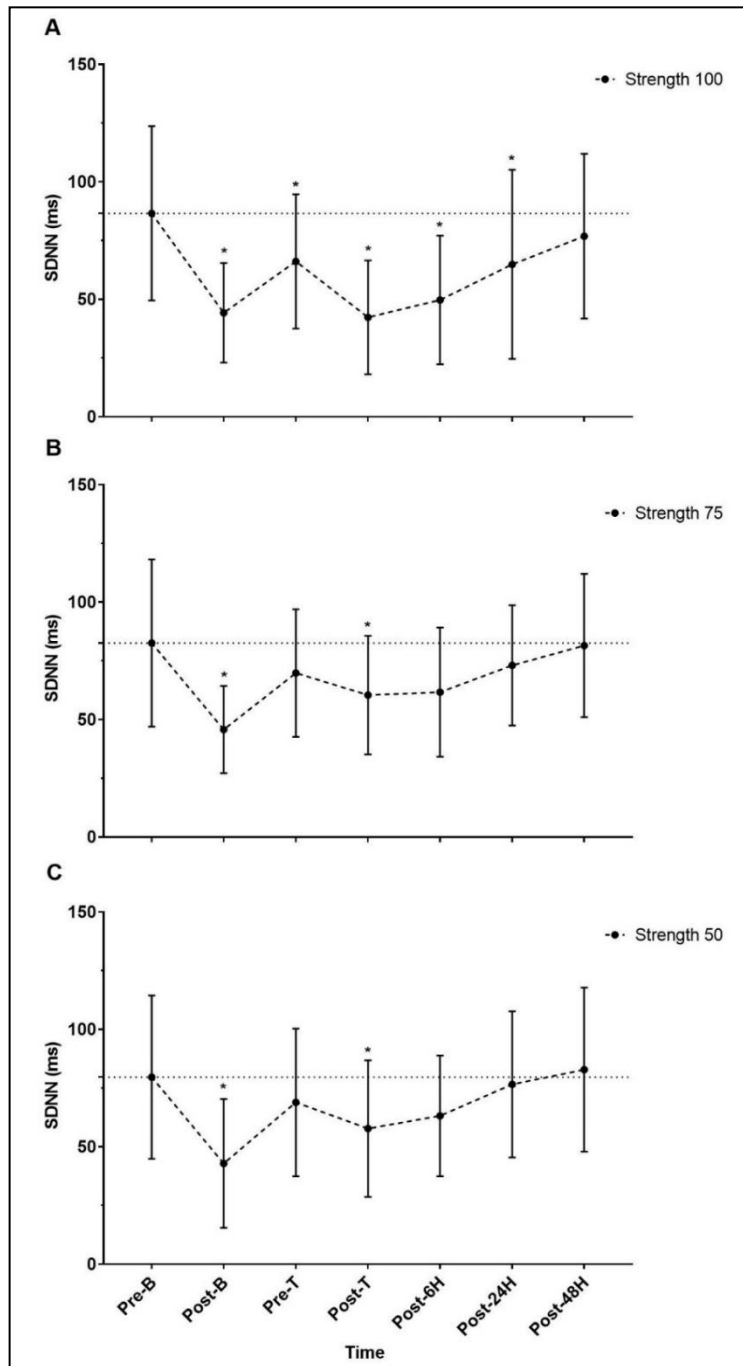 A
150
100
50
0
SDNN (ms)
Strength 100
*
*
*
*
*
B
150
100
50
0
SDNN (ms)
Strength 75
*
*
C
150
100
50
0
SDNN (ms)
Strength 50
*
*
Pre-B
Post-B
Pre-T
Post-T
Post-6H
Post-24H
Post-48H
Time